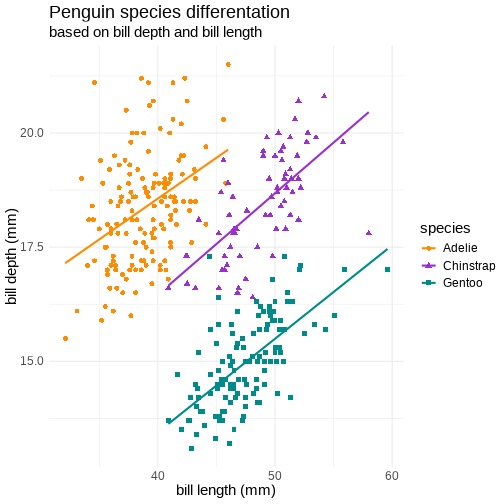 Penguin species differentation
based on bill depth and bill length
20.0
17.5
15.0
bill depth (mm)
40
50
60
bill length (mm)
species
Adelie
Chinstrap
Gentoo